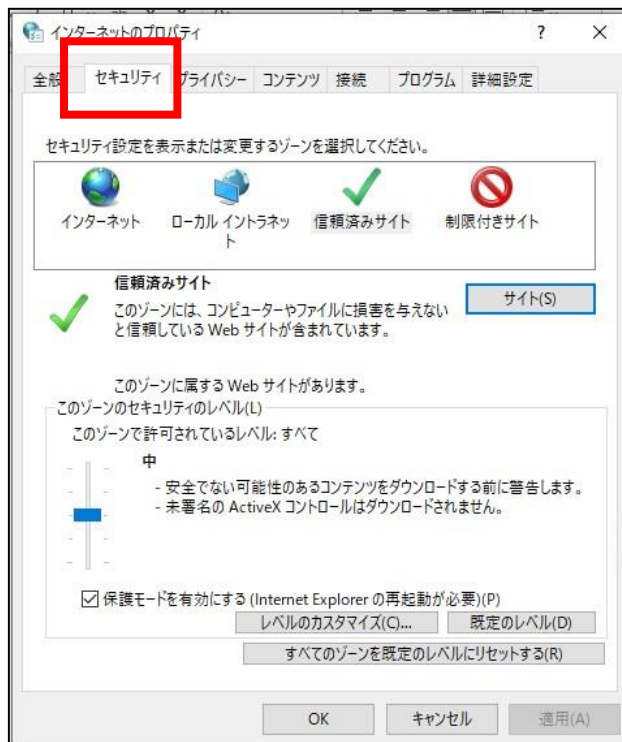 インターネットのプロパティ
?
×
全般
セキュリティ
プライバシー
コンテンツ
接続
プログラム
詳細設定
セキュリティ設定を表示または変更するゾーンを選択してください。
インターネット
ローカル イントラネッ
ト
信頼済みサイト
制限付きサイト
信頼済みサイト
このゾーンには、コンピューターやファイルに損害を与えない
と信頼している Web サイトが含まれています。
サイト(S)
このゾーンに属する Web サイトがあります。
このゾーンのセキュリティのレベル(L)
このゾーンで許可されているレベル: すべて
中
- 安全でない可能性のあるコンテンツをダウンロードする前に警告します。
- 未署名の ActiveX コントロールはダウンロードされません。
保護モードを有効にする (Internet Explorer の再起動が必要)(P)
レベルのカスタマイズ(C)...
既定のレベル(D)
すべてのゾーンを既定のレベルにリセットする(R)
OK
キャンセル
適用(A)